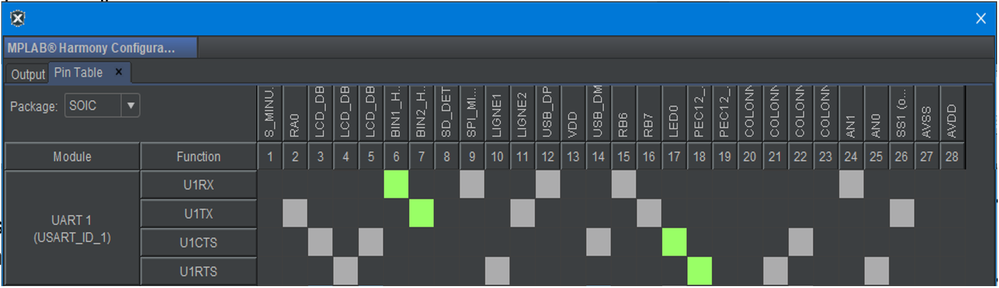 MPLAB® Harmony Configura...
Output Pin Table ×
Package: SOIC
S_MINU. RA0 LCD_DB LCD_DB LCD_DB BIN1_H... BIN2_H... SD_DET SPI_MI... LIGNE1 LIGNE2 USB_DP VDD USB_DM RB6 RB7 LED0 PEC12_. PEC12_. COLONN COLONN COLONN COLONN AN1 AN0 SS1 (o... AVSS AVDD
Module Function 1 2 3 4 5 6 7 8 9 10 11 12 13 14 15 16 17 18 19 20 21 22 23 24 25 26 27 28
UART 1
(USART_ID_1)
U1RX
U1TX
U1CTS
U1RTS